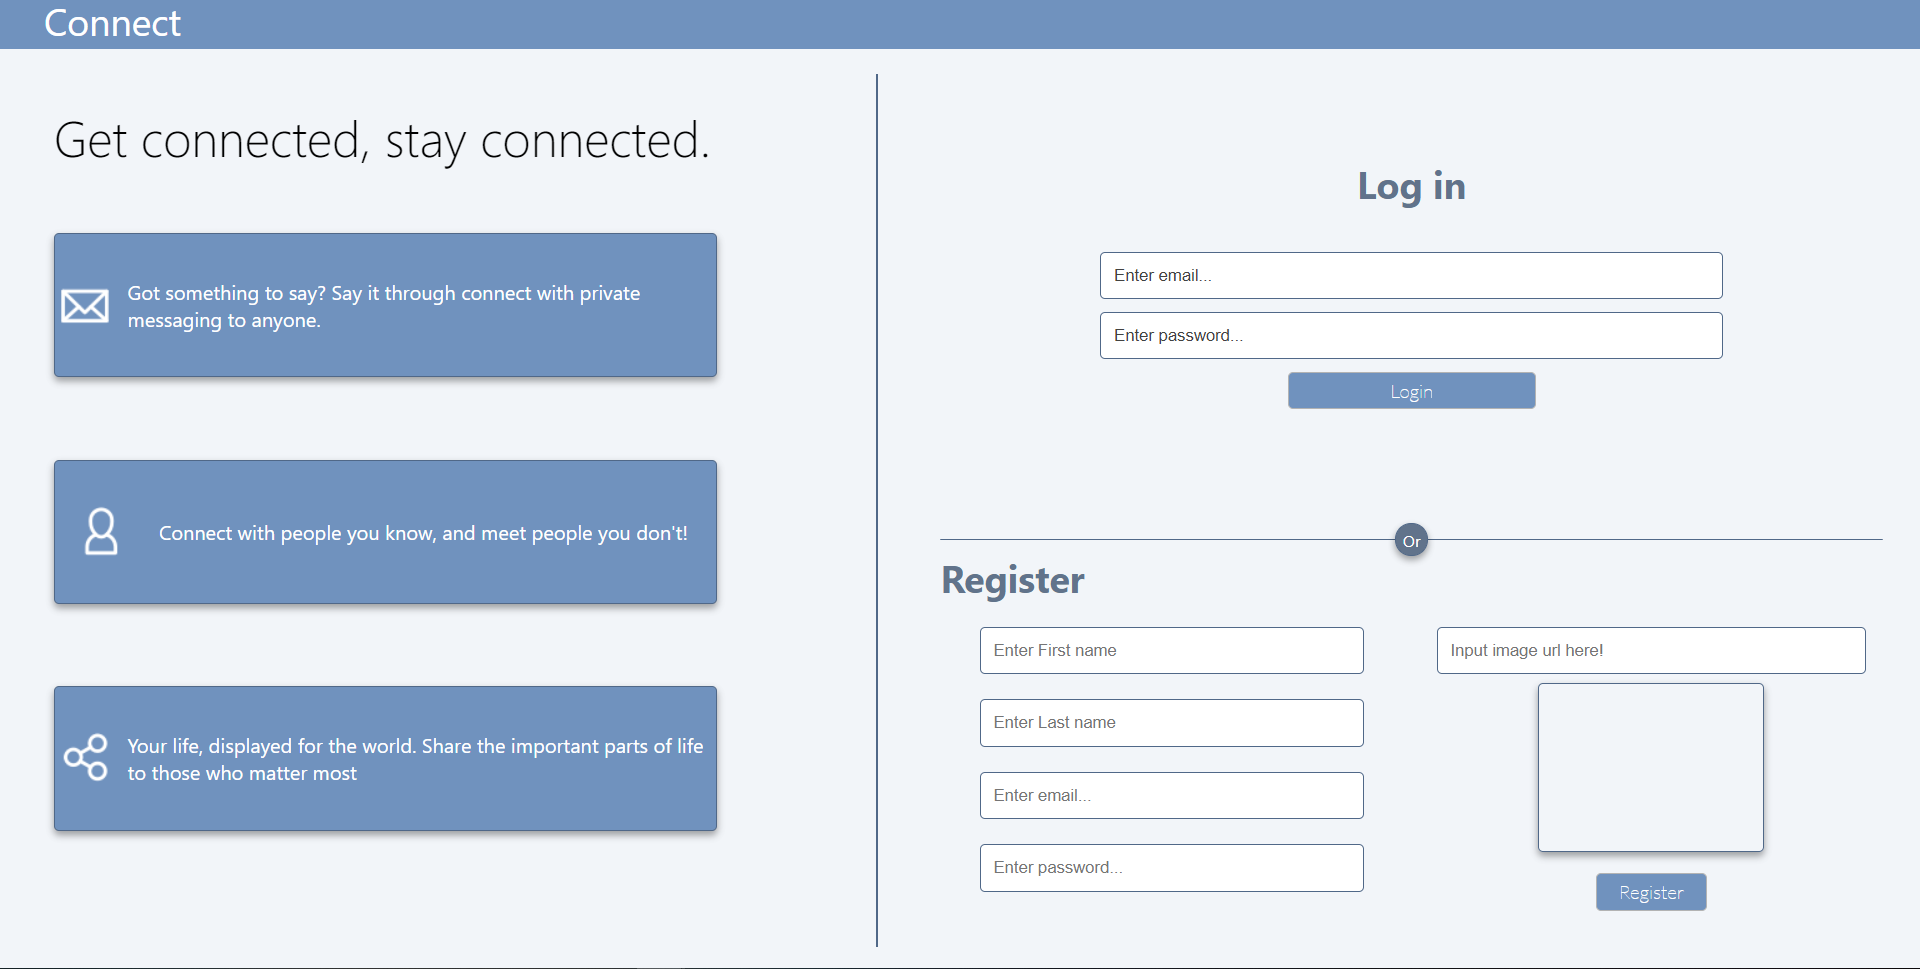 Connect
Get connected, stay connected.
Got something to say? Say it through connect with private
messaging to anyone.
Connect with people you know, and meet people you don't!
Your life, displayed for the world. Share the important parts of life
to those who matter most
Log in
Enter email...
Enter password...
Login
Or
Register
Enter First name
Enter Last name
Enter email...
Enter password...
Input image url here!
Register